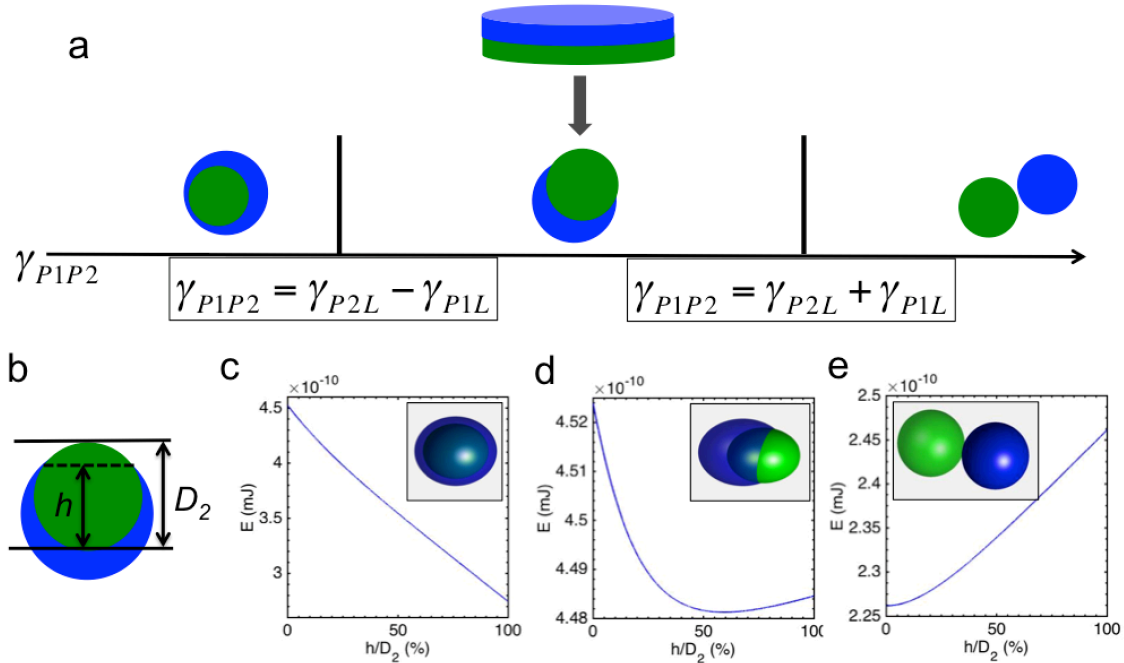 a
γP1P2
γP1P2 = γP2L − γP1L
γP1P2 = γP2L + γP1L
b
h
D2
c
×10-10
4.5
4
3.5
3
E (mJ)
0
50
100
h/D2 (%)
d
×10-10
4.52
4.51
4.5
4.49
4.48
E (mJ)
0
50
100
h/D2 (%)
e
×10-10
2.5
2.45
2.4
2.35
2.3
2.25
E (mJ)
0
50
100
h/D2 (%)